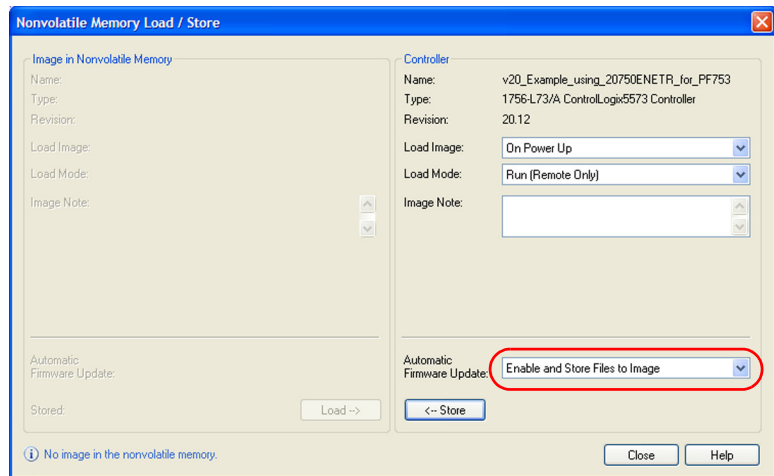 Nonvolatile Memory Load / Store
Image in Nonvolatile Memory
Name:
Type:
Revision:
Load Image:
Load Mode:
Image Note:
Automatic
Firmware Update:
Stored:
Load -->
Controller
Name: v20_Example_using_20750ENETR_for_PF753
Type: 1756-L73/A ControlLogix5573 Controller
Revision: 20.12
Load Image: On Power Up
Load Mode: Run (Remote Only)
Image Note:
Automatic
Firmware Update: Enable and Store Files to Image
<-- Store
No image in the nonvolatile memory.
Close
Help